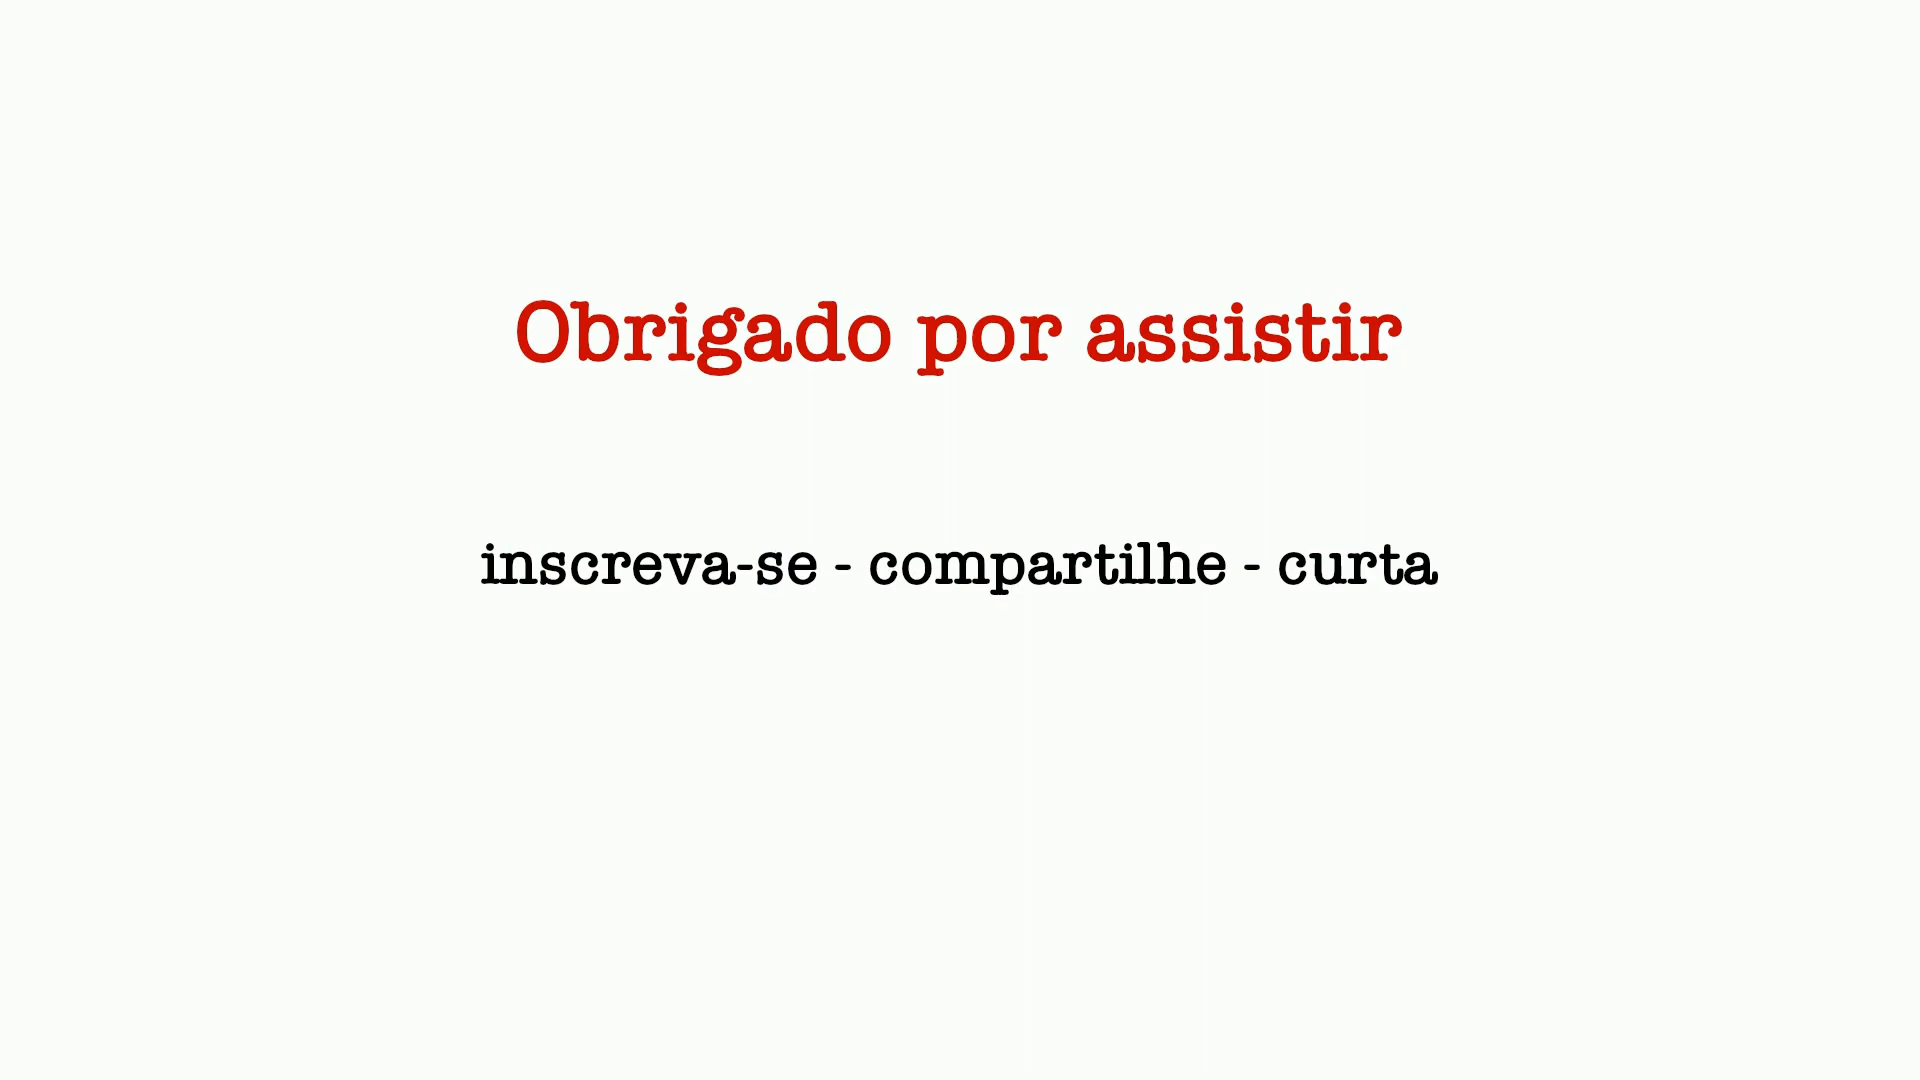 Obrigado por assistir
inscreva-se - compartilhe - curta